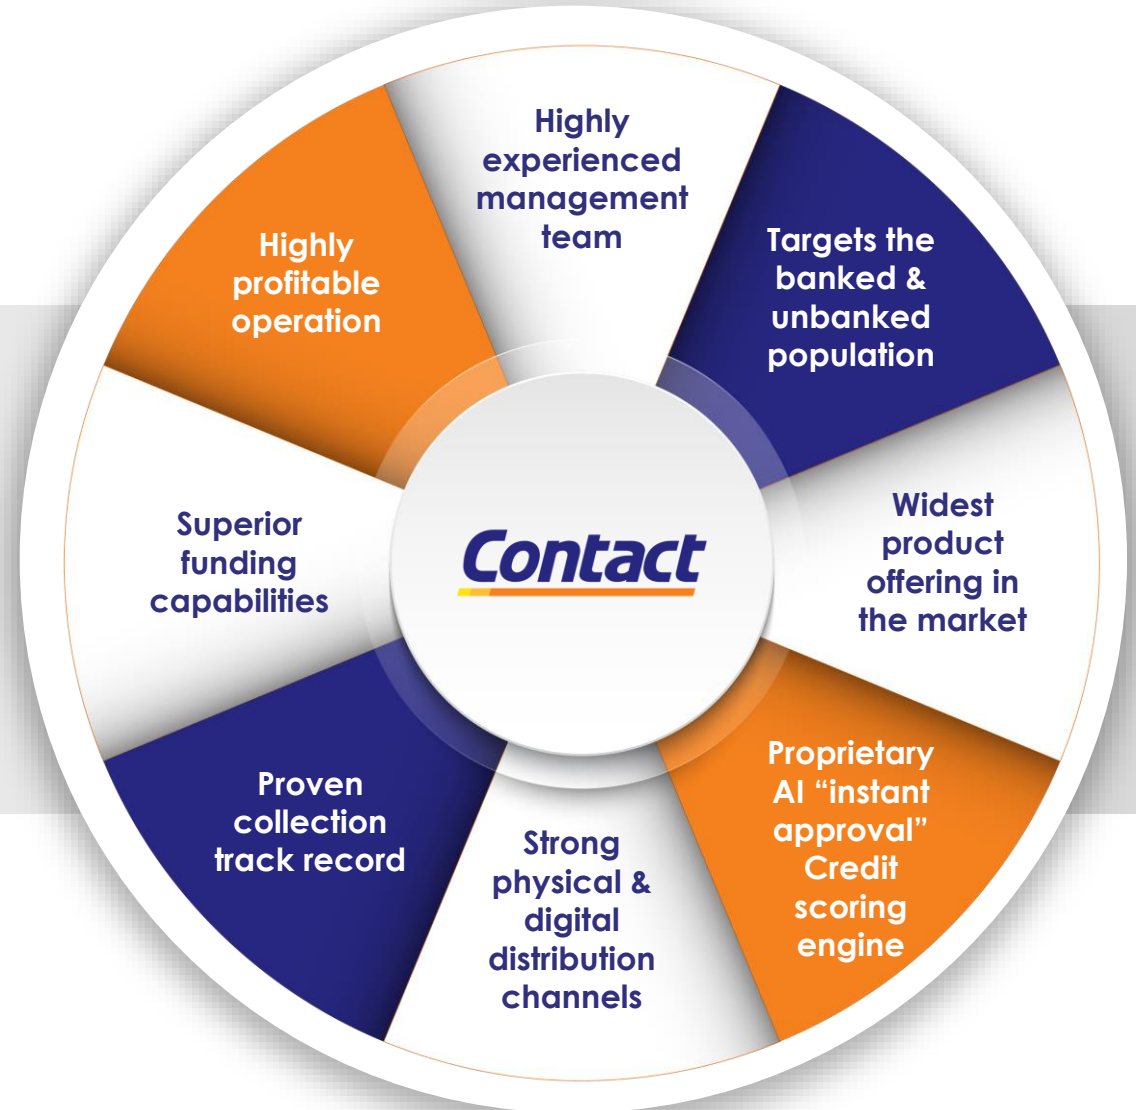 Highly
experienced
management
team
Targets the
banked &
unbanked
population
Widest
product
offering in
the market
Proprietary
AI “instant
approval”
Credit
scoring
engine
Strong
physical &
digital
distribution
channels
Proven
collection
track record
Superior
funding
capabilities
Highly
profitable
operation
Contact